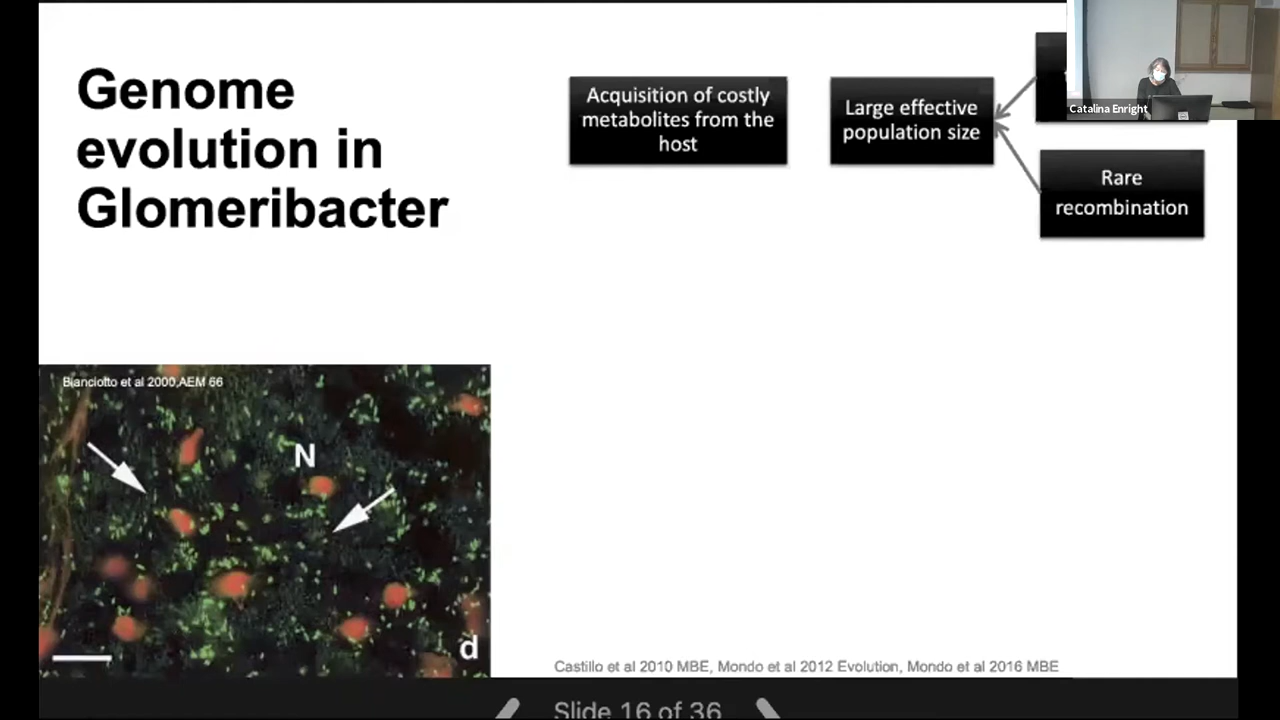 Genome
evolution in
Glomeribacter
Acquisition of costly
metabolites from the
host
Large effective
population size
Catalina Enright
Rare
recombination
Bianciotto et al 2000,AEM 66
N
d
Castillo et al 2010 MBE, Mondo et al 2012 Evolution, Mondo et al 2016 MBE
Slide 16 of 36